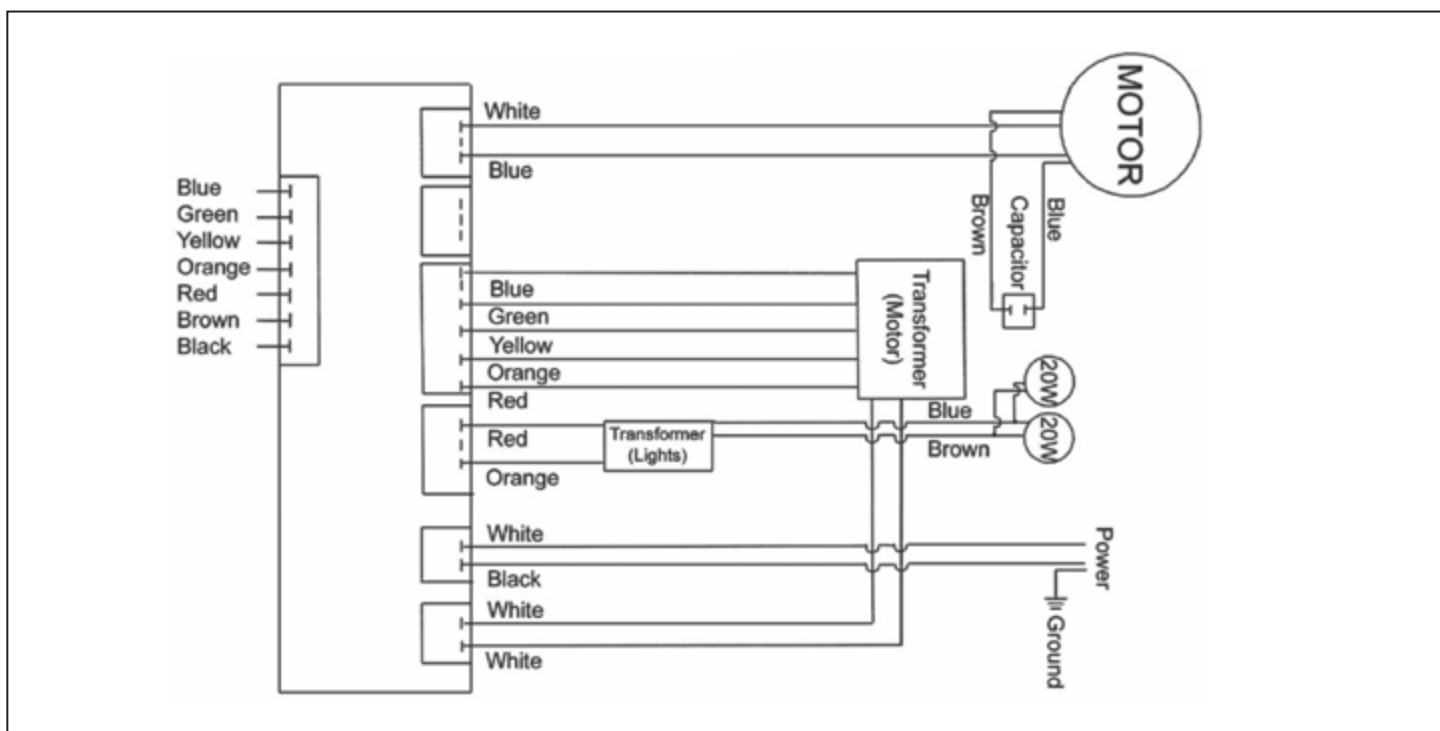 White
Blue
MOTOR
Blue
Green
Yellow
Orange
Red
Brown
Black
Brown
Capacitor
Blue
Blue
Green
Yellow
Orange
Red
Transformer
(Motor)
20W
20W
Blue
Brown
Red
Orange
Transformer
(Lights)
White
Black
Power
Ground
White
White